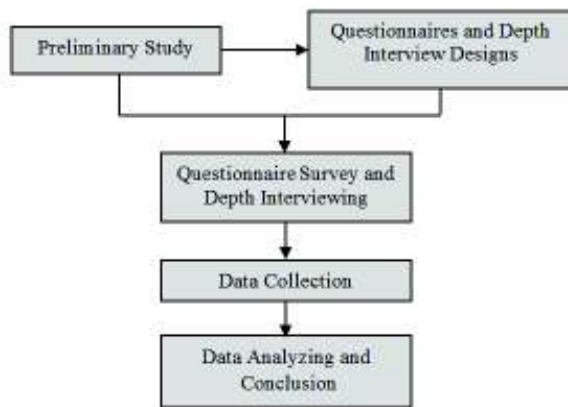 Preliminary Study
Questionnaires and Depth
Interview Designs
Questionnaire Survey and
Depth Interviewing
Data Collection
Data Analyzing and
Conclusion